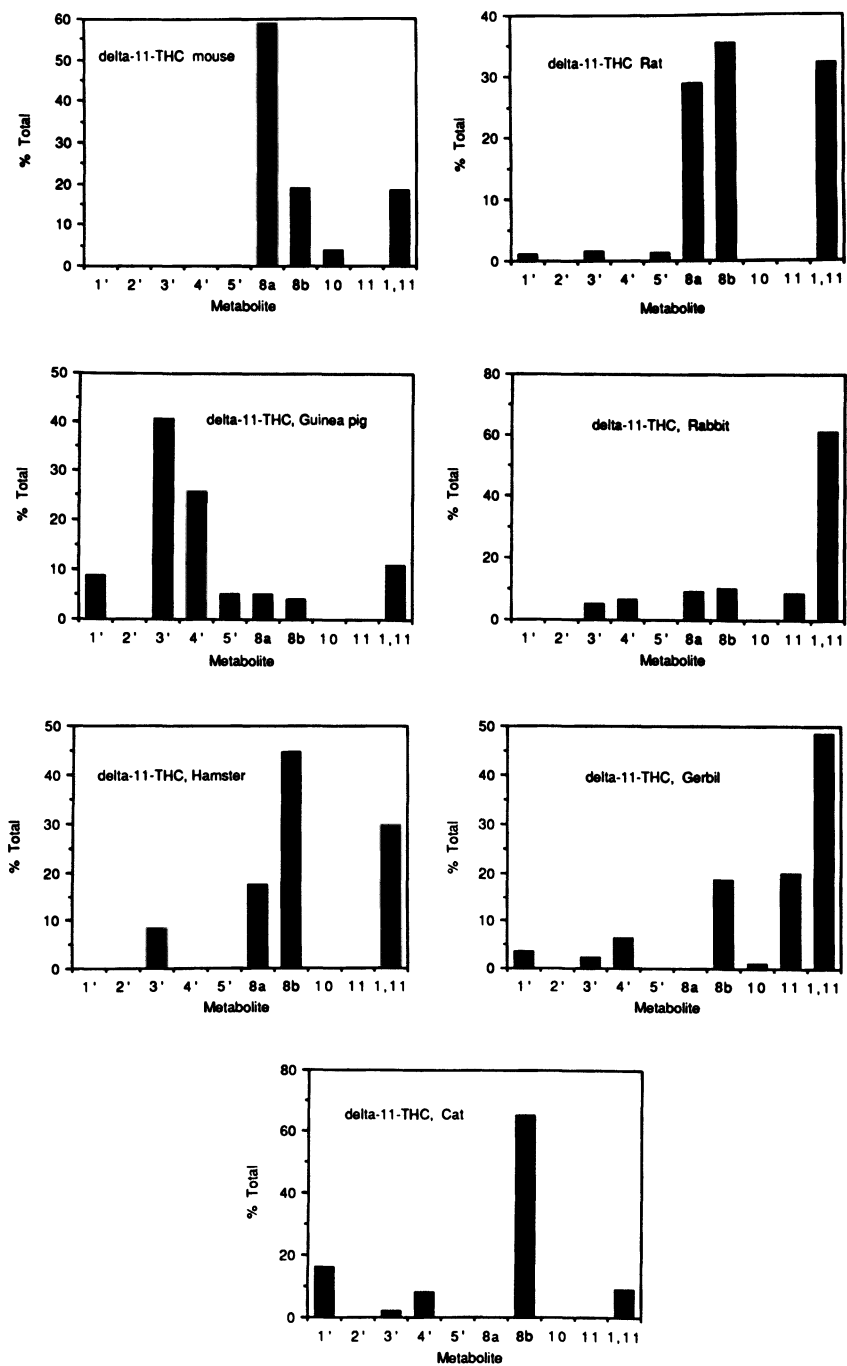 delta-11-THC mouse
% Total
60
50
40
30
20
10
0
1' 2' 3' 4' 5' 8a 8b 10 11 1,11
Metabolite
delta-11-THC Rat
% Total
40
30
20
10
0
1' 2' 3' 4' 5' 8a 8b 10 11 1,11
Metabolite
delta-11-THC, Guinea pig
% Total
50
40
30
20
10
0
1' 2' 3' 4' 5' 8a 8b 10 11 1,11
Metabolite
delta-11-THC, Rabbit
% Total
80
60
40
20
0
1' 2' 3' 4' 5' 8a 8b 10 11 1,11
Metabolite
delta-11-THC, Hamster
% Total
50
40
30
20
10
0
1' 2' 3' 4' 5' 8a 8b 10 11 1,11
Metabolite
delta-11-THC, Gerbil
% Total
50
40
30
20
10
0
1' 2' 3' 4' 5' 8a 8b 10 11 1,11
Metabolite
delta-11-THC, Cat
% Total
80
60
40
20
0
1' 2' 3' 4' 5' 8a 8b 10 11 1,11
Metabolite